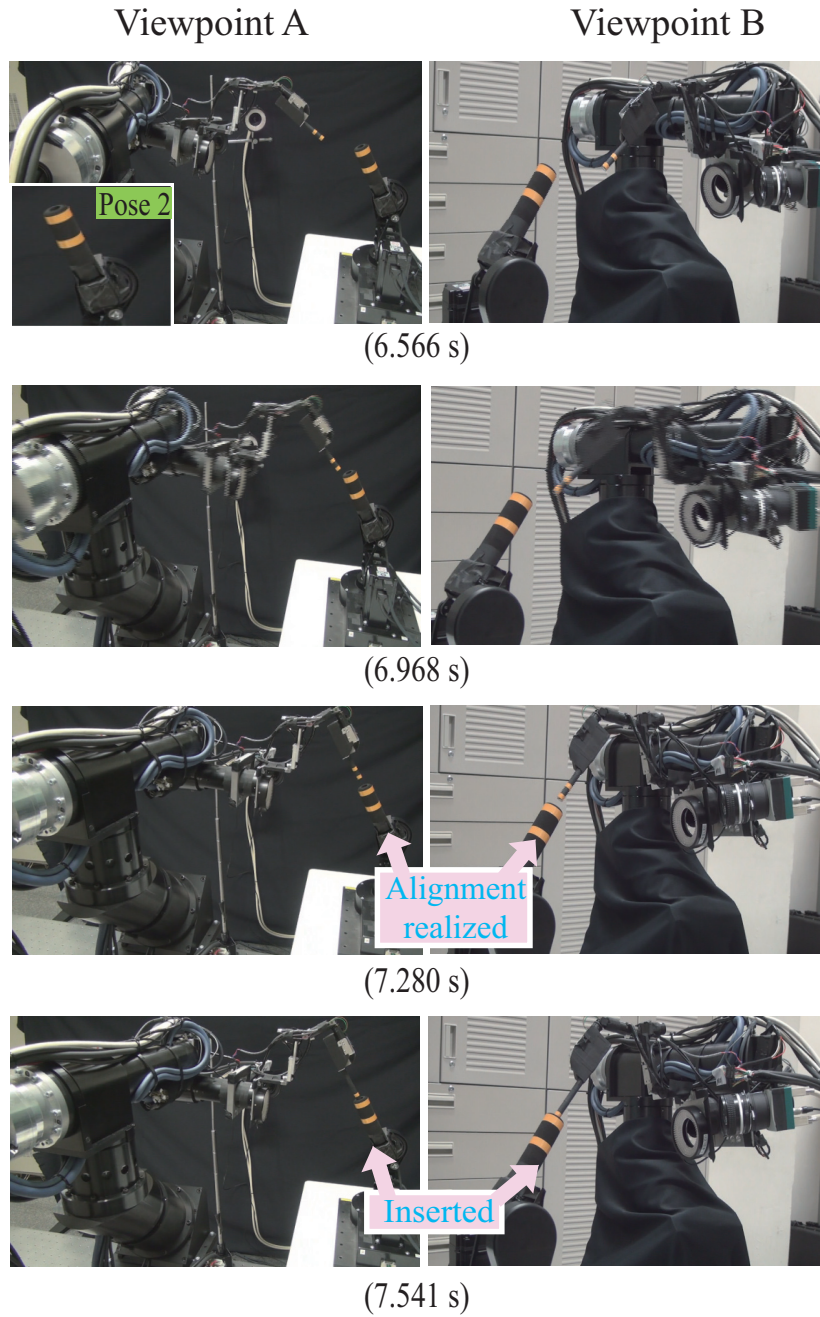 Viewpoint A
Viewpoint B
Pose 2
(6.566 s)
(6.968 s)
Alignment
realized
(7.280 s)
Inserted
(7.541 s)